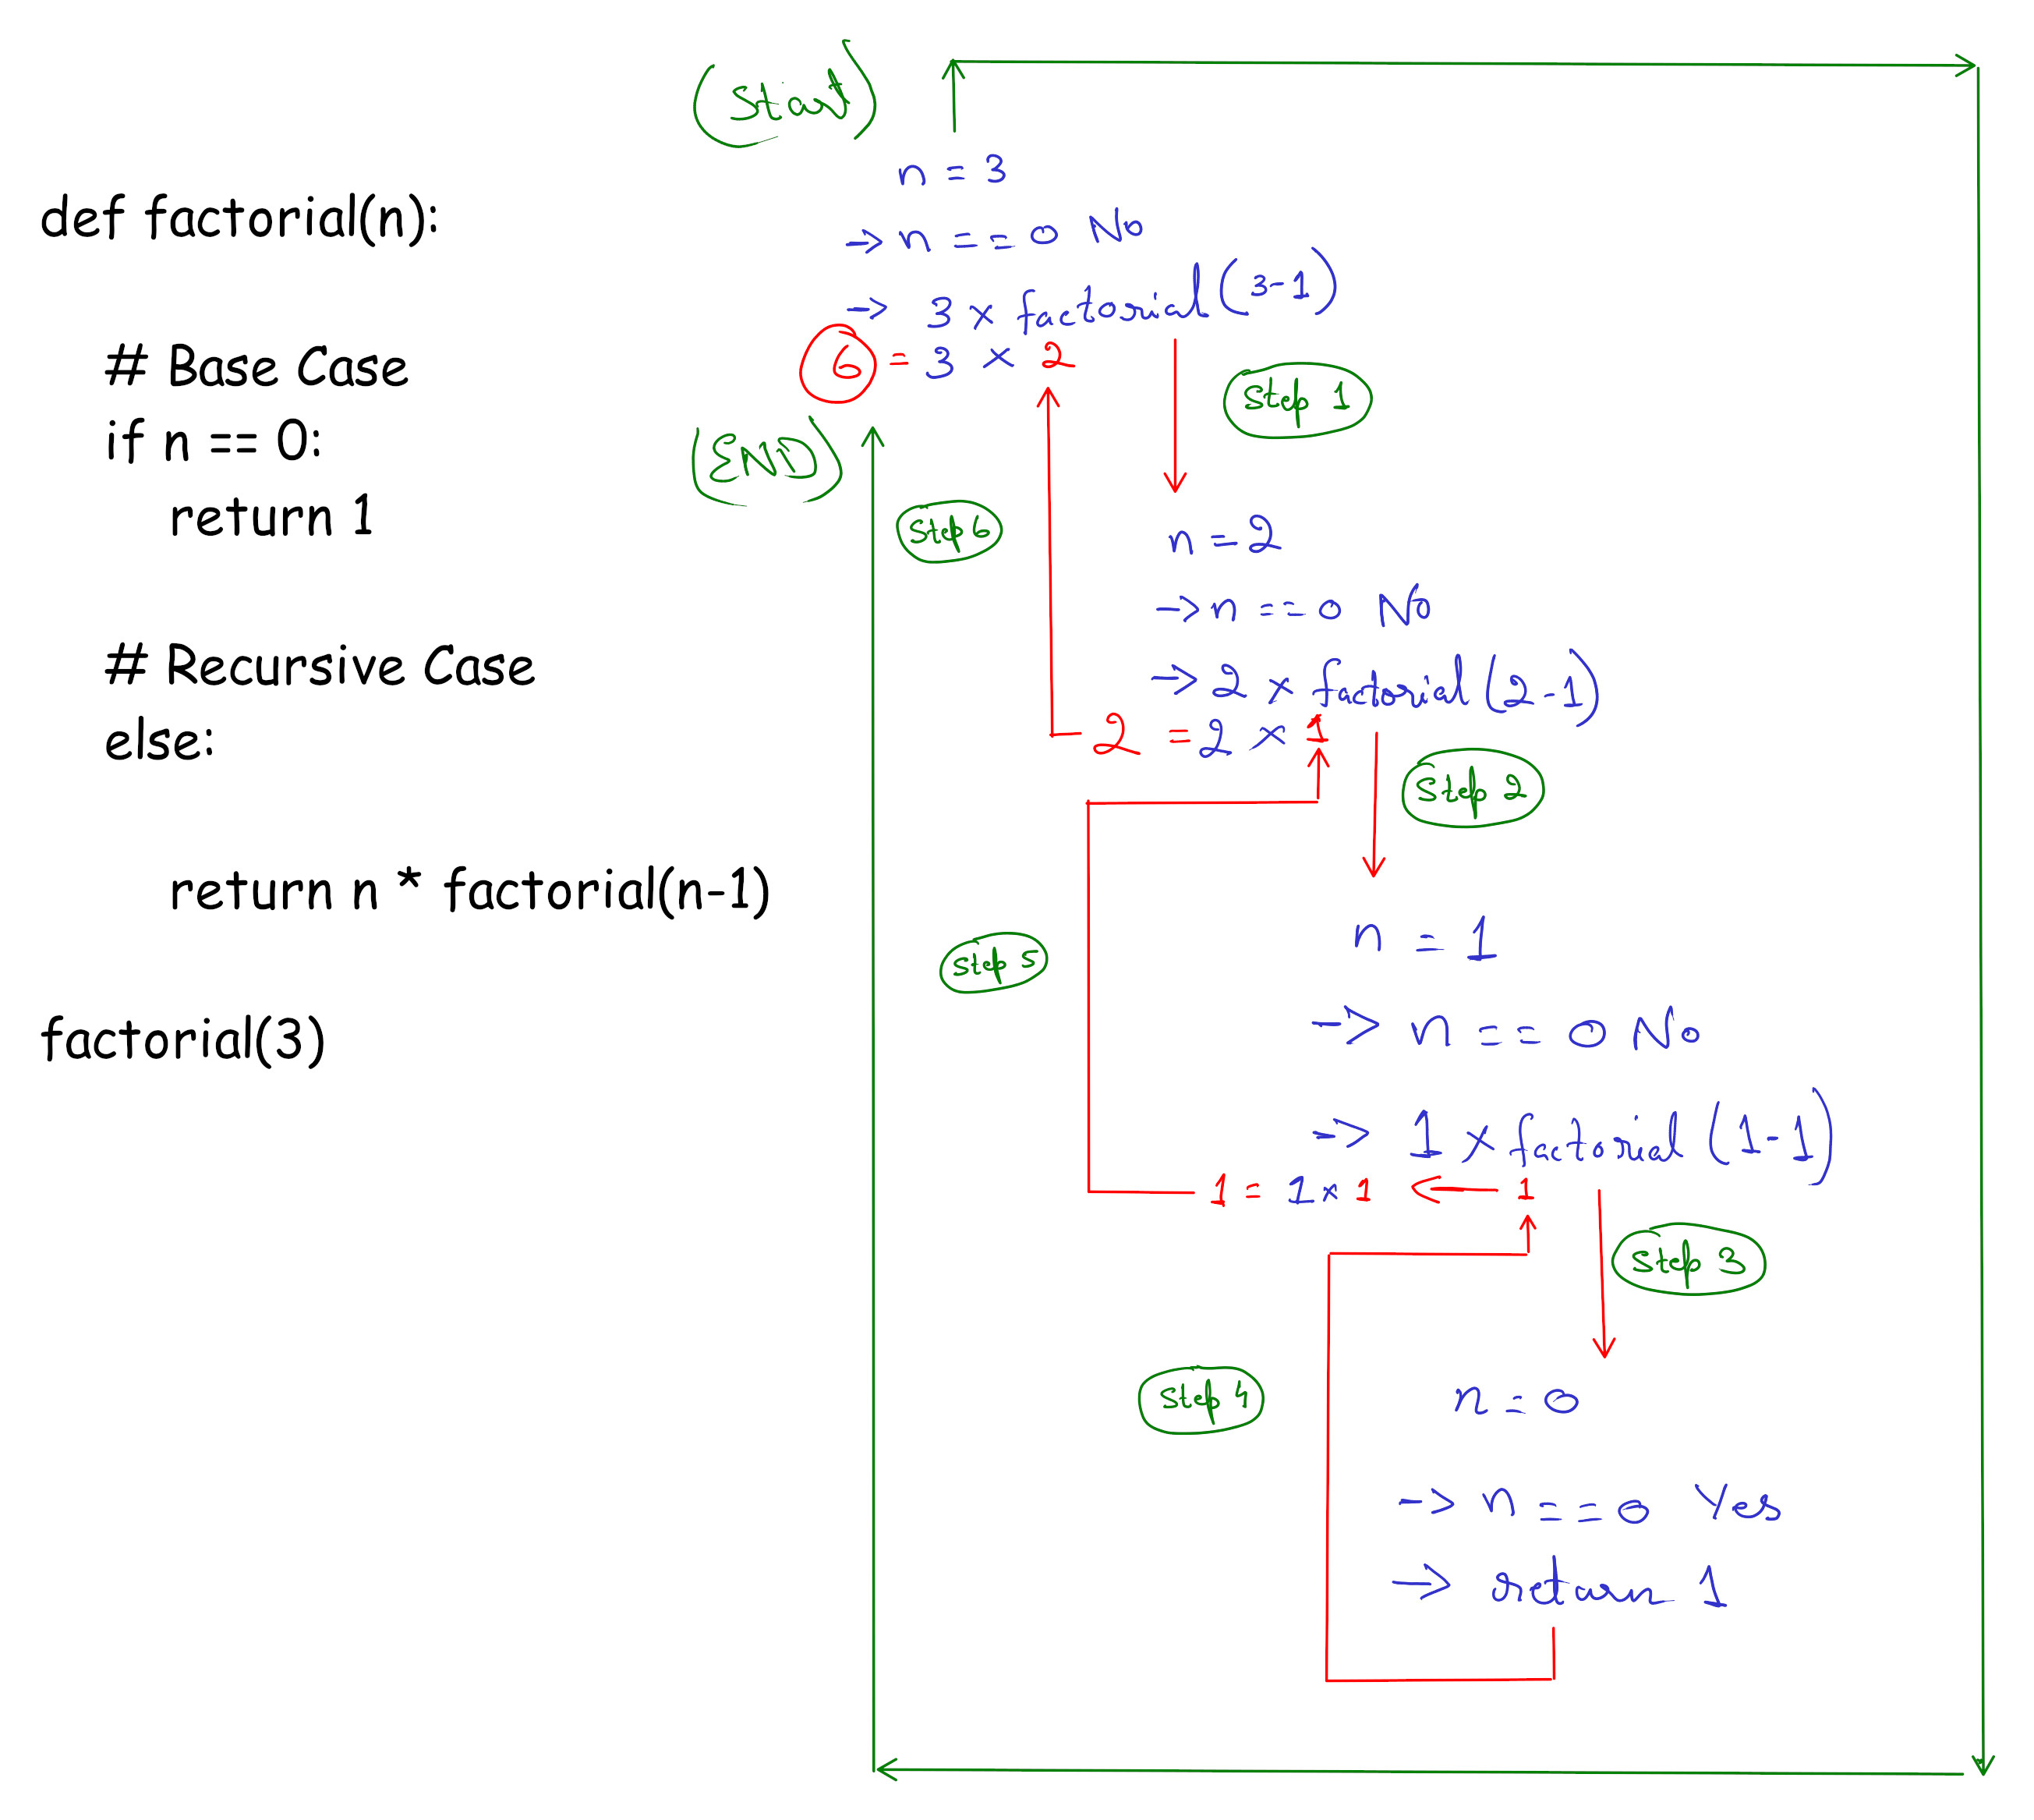 def factorial(n):
# Base Case
if n == 0:
return 1
# Recursive Case
else:
return n * factorial(n-1)
factorial(3)
(Start)
n = 3
→ n == 0 No
→ 3 × factorial(3-1)
6 = 3 × 2
Step 1
(END)
Step 6
n = 2
→ n == 0 No
→ 2 × factorial(2-1)
2 = 2 × 1
Step 2
n = 1
Step 5
→ n == 0 No
→ 1 × factorial(1-1)
1 = 1 × 1 ← 1
Step 3
Step 4
n = 0
→ n == 0 Yes
→ return 1